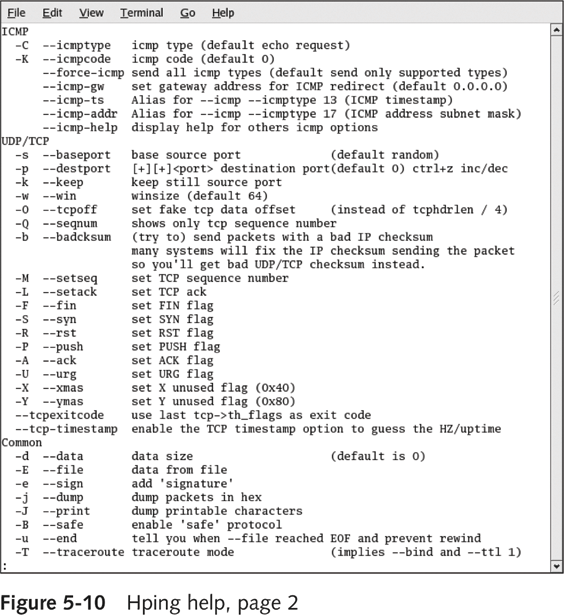 File Edit View Terminal Go Help
ICMP
-C --icmptype icmp type (default echo request)
-K --icmpcode icmp code (default 0)
--force-icmp send all icmp types (default send only supported types)
--icmp-gw set gateway address for ICMP redirect (default 0.0.0.0)
--icmp-ts Alias for --icmp --icmptype 13 (ICMP timestamp)
--icmp-addr Alias for --icmp --icmptype 17 (ICMP address subnet mask)
--icmp-help display help for others icmp options
UDP/TCP
-s --baseport base source port (default random)
-p --destport [+][+]<port> destination port(default 0) ctrl+z inc/dec
-k --keep keep still source port
-w --win winsize (default 64)
-O --tcpoff set fake tcp data offset (instead of tcphdrlen / 4)
-Q --seqnum shows only tcp sequence number
-b --badcksum (try to) send packets with a bad IP checksum
many systems will fix the IP checksum sending the packet
so you'll get bad UDP/TCP checksum instead.
-M --setseq set TCP sequence number
-L --setack set TCP ack
-F --fin set FIN flag
-S --syn set SYN flag
-R --rst set RST flag
-P --push set PUSH flag
-A --ack set ACK flag
-U --urg set URG flag
-X --xmas set X unused flag (0x40)
-Y --ymas set Y unused flag (0x80)
--tcpexitcode use last tcp->th_flags as exit code
--tcp-timestamp enable the TCP timestamp option to guess the HZ/uptime
Common
-d --data data size (default is 0)
-E --file data from file
-e --sign add 'signature'
-j --dump dump packets in hex
-J --print dump printable characters
-B --safe enable 'safe' protocol
-u --end tell you when --file reached EOF and prevent rewind
-T --traceroute traceroute mode (implies --bind and --ttl 1)
:
Figure 5-10 Hping help, page 2